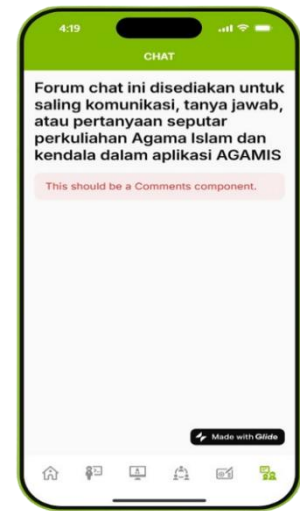 4:19
CHAT
Forum chat ini disediakan untuk
saling komunikasi, tanya jawab,
atau pertanyaan seputar
perkuliahan Agama Islam dan
kendala dalam aplikasi AGAMIS
This should be a Comments component.
Made with Glide